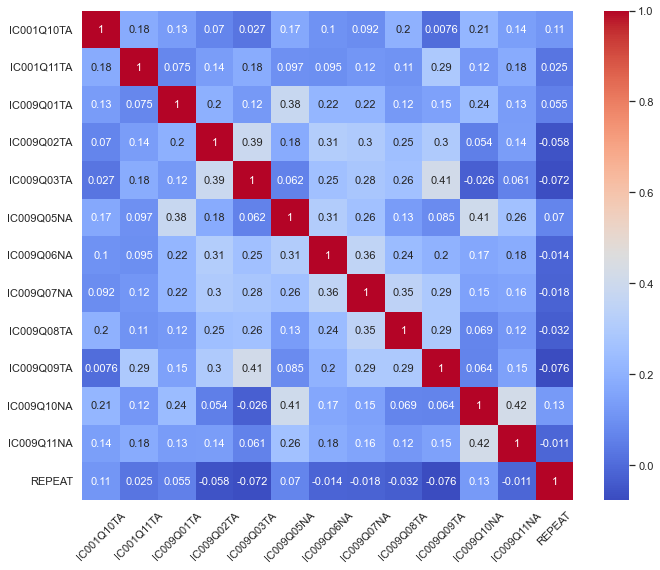 IC001Q10TA 1 0.18 0.13 0.07 0.027 0.17 0.1 0.092 0.2 0.0076 0.21 0.14 0.11
IC001Q11TA 0.18 1 0.075 0.14 0.18 0.097 0.095 0.12 0.11 0.29 0.12 0.18 0.025
IC009Q01TA 0.13 0.075 1 0.2 0.12 0.38 0.22 0.22 0.12 0.15 0.24 0.13 0.055
IC009Q02TA 0.07 0.14 0.2 1 0.39 0.18 0.31 0.3 0.25 0.3 0.054 0.14 -0.058
IC009Q03TA 0.027 0.18 0.12 0.39 1 0.062 0.25 0.28 0.26 0.41 -0.026 0.061 -0.072
IC009Q05NA 0.17 0.097 0.38 0.18 0.062 1 0.31 0.26 0.13 0.085 0.41 0.26 0.07
IC009Q06NA 0.1 0.095 0.22 0.31 0.25 0.31 1 0.36 0.24 0.2 0.17 0.18 -0.014
IC009Q07NA 0.092 0.12 0.22 0.3 0.28 0.26 0.36 1 0.35 0.29 0.15 0.16 -0.018
IC009Q08TA 0.2 0.11 0.12 0.25 0.26 0.13 0.24 0.35 1 0.29 0.069 0.12 -0.032
IC009Q09TA 0.0076 0.29 0.15 0.3 0.41 0.085 0.2 0.29 0.29 1 0.064 0.15 -0.076
IC009Q10NA 0.21 0.12 0.24 0.054 -0.026 0.41 0.17 0.15 0.069 0.064 1 0.42 0.13
IC009Q11NA 0.14 0.18 0.13 0.14 0.061 0.26 0.18 0.16 0.12 0.15 0.42 1 -0.011
REPEAT 0.11 0.025 0.055 -0.058 -0.072 0.07 -0.014 -0.018 -0.032 -0.076 0.13 -0.011 1
IC001Q10TA IC001Q11TA IC009Q01TA IC009Q02TA IC009Q03TA IC009Q05NA IC009Q06NA IC009Q07NA IC009Q08TA IC009Q09TA IC009Q10NA IC009Q11NA REPEAT
1.0
0.8
0.6
0.4
0.2
0.0